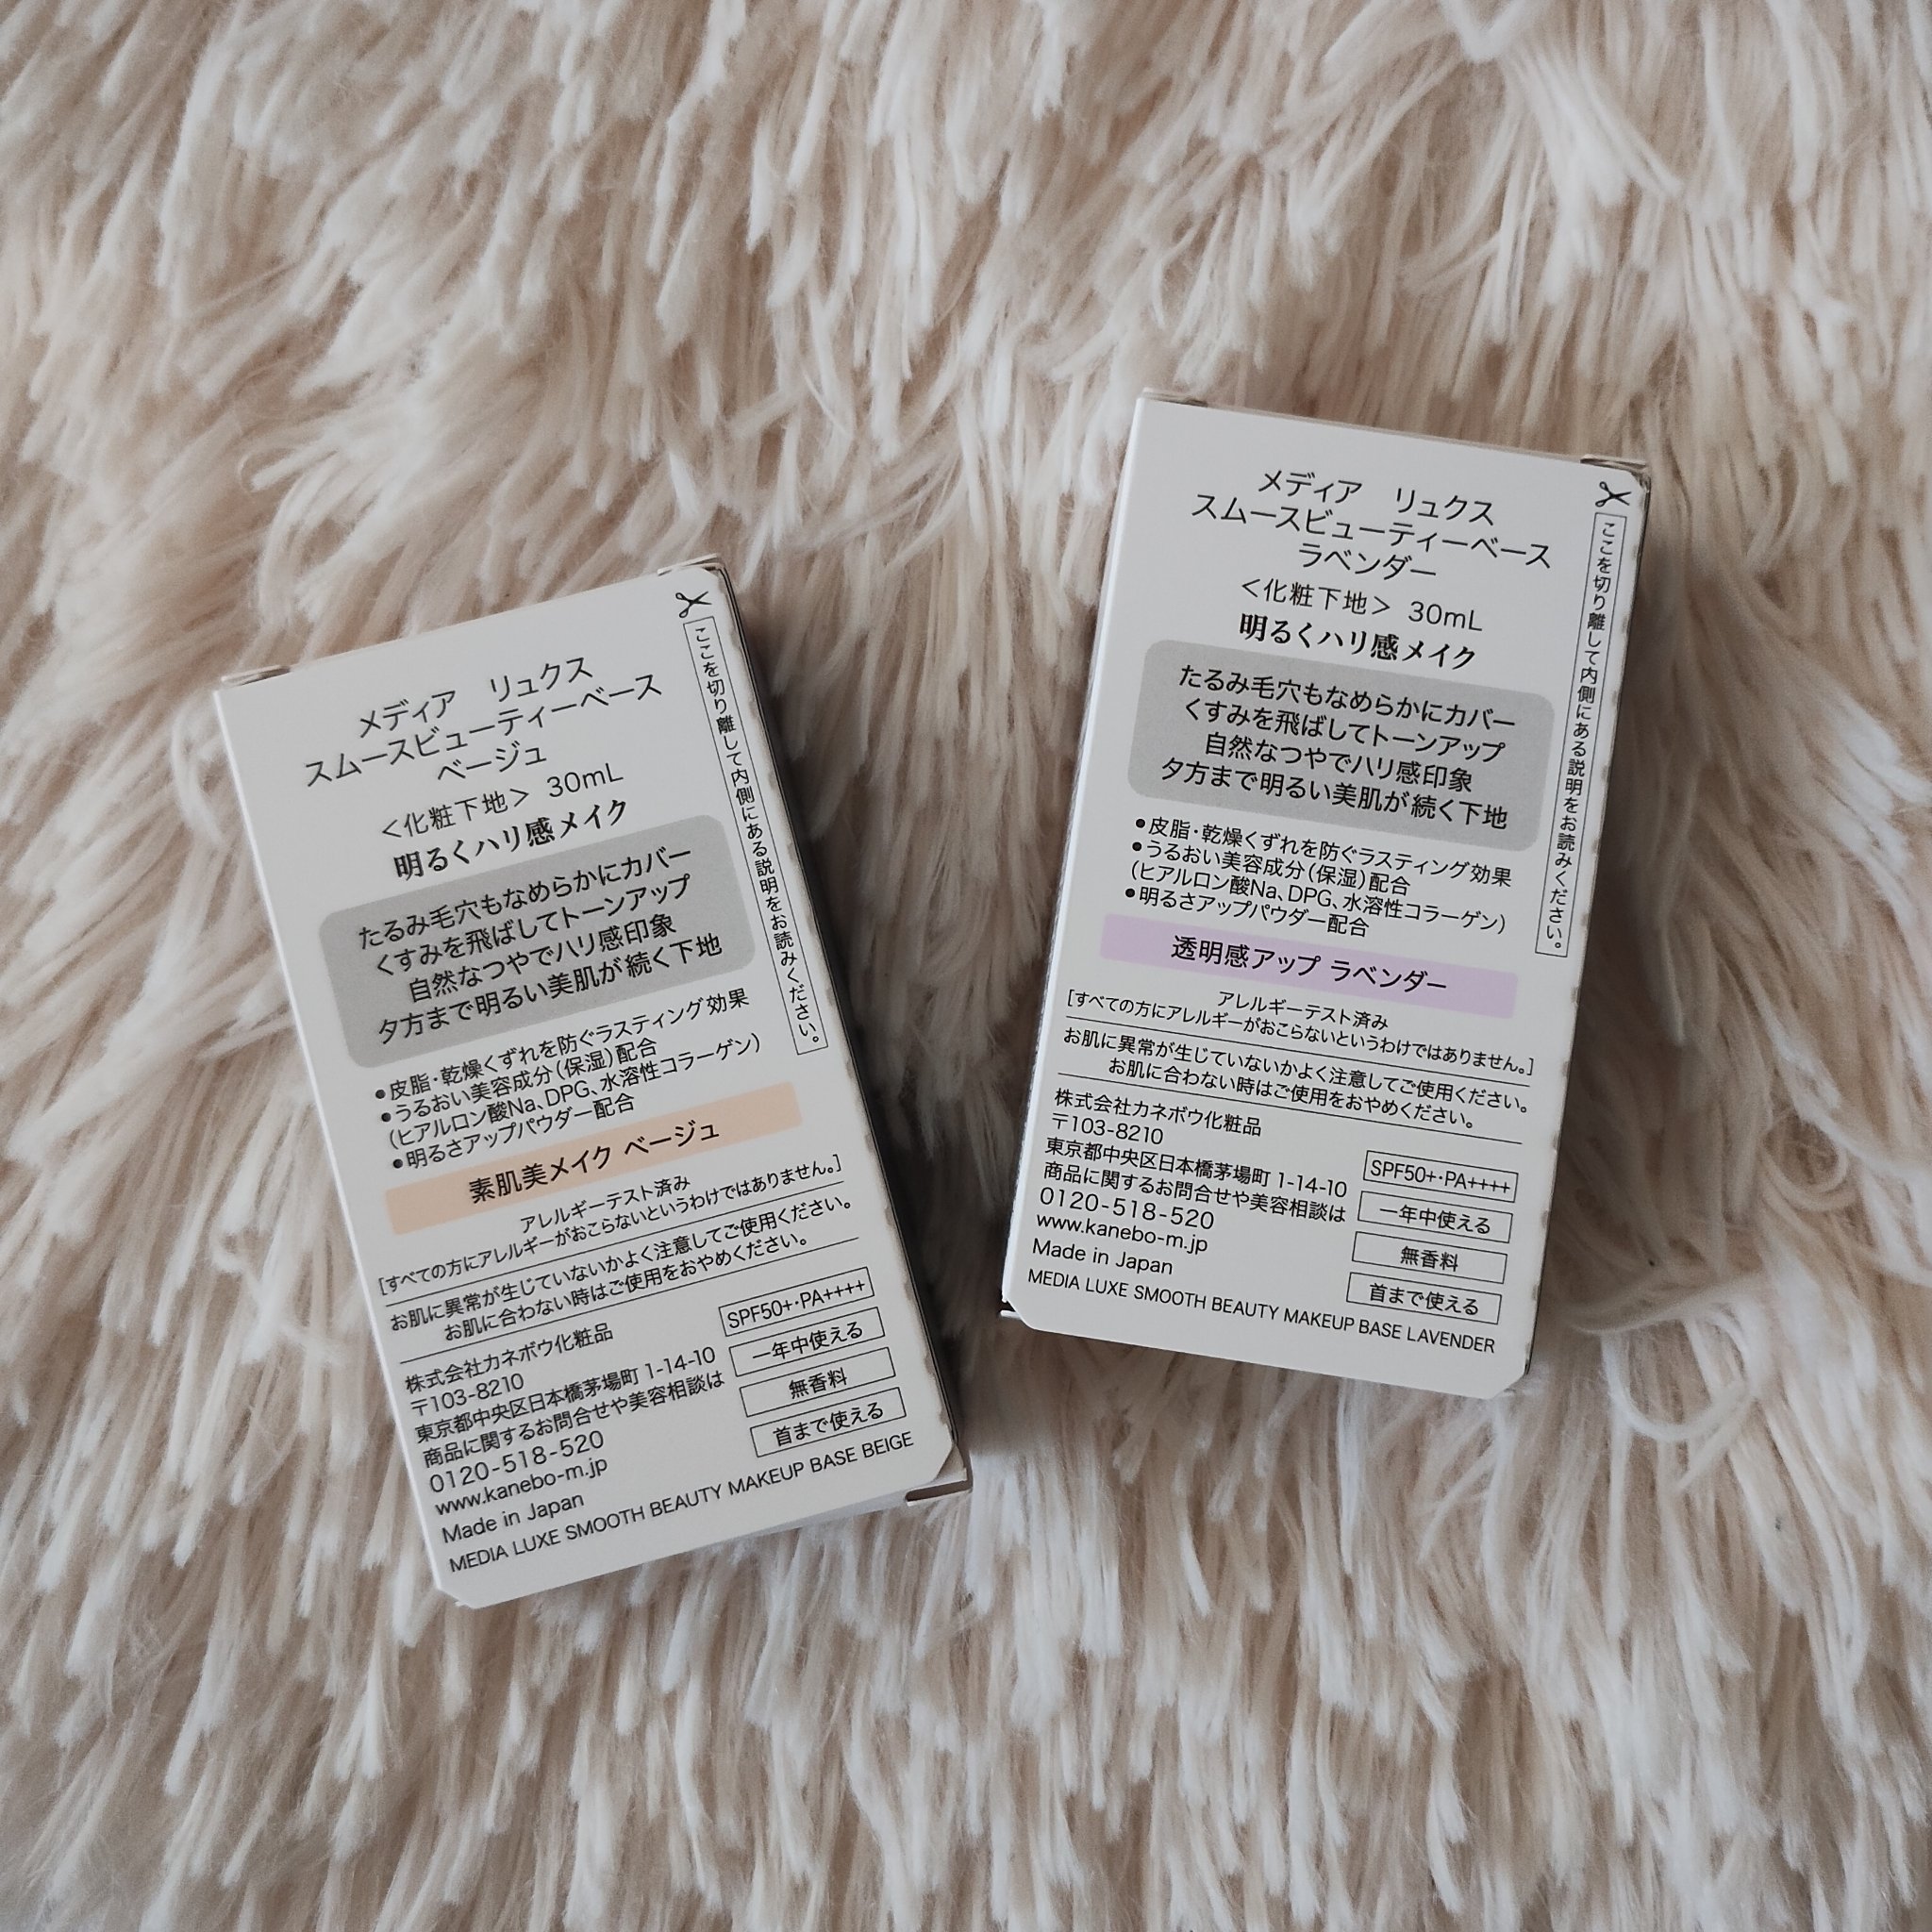 メディア リュクス
スムースビューティーベース
ベージュ
<化粧下地> 30mL
明るくハリ感メイク
たるみ毛穴もなめらかにカバー
くすみを飛ばしてトーンアップ
自然なつやでハリ感印象
夕方まで明るい美肌が続く下地
●皮脂・乾燥くずれを防ぐラスティング効果
●うるおい美容成分(保湿)配合
(ヒアルロン酸Na、DPG、水溶性コラーゲン)
●明るさアップパウダー配合
素肌美メイク ベージュ
アレルギーテスト済み
[すべての方にアレルギーがおこらないというわけではありません。]
お肌に異常が生じていないかよく注意してご使用ください。
お肌に合わない時はご使用をおやめください。
株式会社カネボウ化粧品
〒103-8210
東京都中央区日本橋茅場町 1-14-10
商品に関するお問合せや美容相談は
0120-518-520
www.kanebo-m.jp
Made in Japan
SPF50+・PA++++
一年中使える
無香料
首まで使える
MEDIA LUXE SMOOTH BEAUTY MAKEUP BASE BEIGE
ここを切り離して内側にある説明をお読みください。
メディア リュクス
スムースビューティーベース
ラベンダー
<化粧下地> 30mL
明るくハリ感メイク
たるみ毛穴もなめらかにカバー
くすみを飛ばしてトーンアップ
自然なつやでハリ感印象
夕方まで明るい美肌が続く下地
●皮脂・乾燥くずれを防ぐラスティング効果
●うるおい美容成分(保湿)配合
(ヒアルロン酸Na、DPG、水溶性コラーゲン)
●明るさアップパウダー配合
透明感アップ ラベンダー
アレルギーテスト済み
[すべての方にアレルギーがおこらないというわけではありません。]
お肌に異常が生じていないかよく注意してご使用ください。
お肌に合わない時はご使用をおやめください。
株式会社カネボウ化粧品
〒103-8210
東京都中央区日本橋茅場町 1-14-10
商品に関するお問合せや美容相談は
0120-518-520
www.kanebo-m.jp
Made in Japan
SPF50+・PA++++
一年中使える
無香料
首まで使える
MEDIA LUXE SMOOTH BEAUTY MAKEUP BASE LAVENDER
ここを切り離して内側にある説明をお読みください。